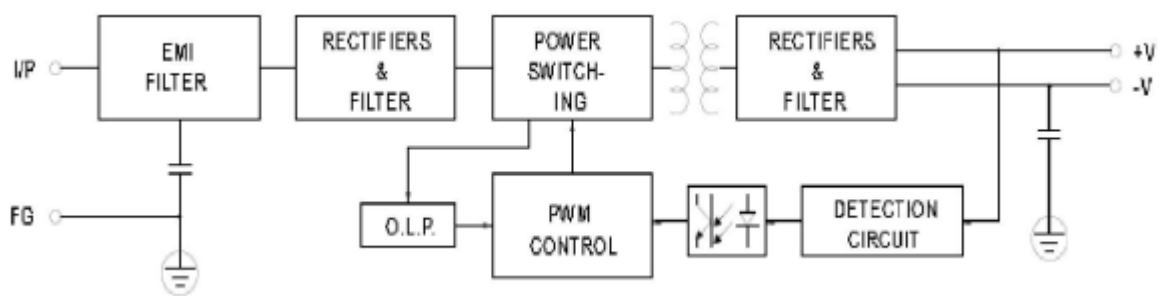 I/P
EMI
FILTER
RECTIFIERS
&
FILTER
POWER
SWITCH-
ING
RECTIFIERS
&
FILTER
+V
-V
FG
O.L.P.
PWM
CONTROL
DETECTION
CIRCUIT